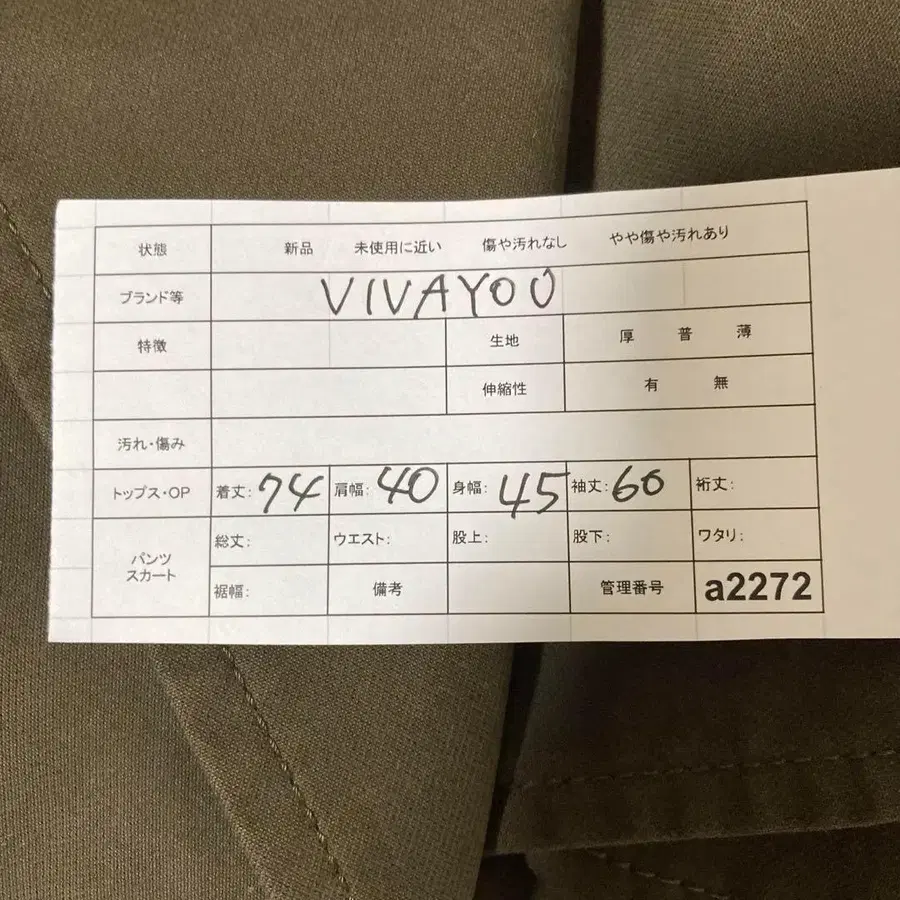 状態 新品 未使用に近い 傷や汚れなし やや傷や汚れあり
ブランド等 VIVAYOU
特徴 生地 厚 普 薄
伸縮性 有 無
汚れ・傷み
トップス・OP 着丈:74 肩幅:40 身幅:45 袖丈:60 裄丈:
パンツ
スカート
総丈: ウエスト: 股上: 股下: ワタリ:
裾幅: 備考 管理番号 a2272